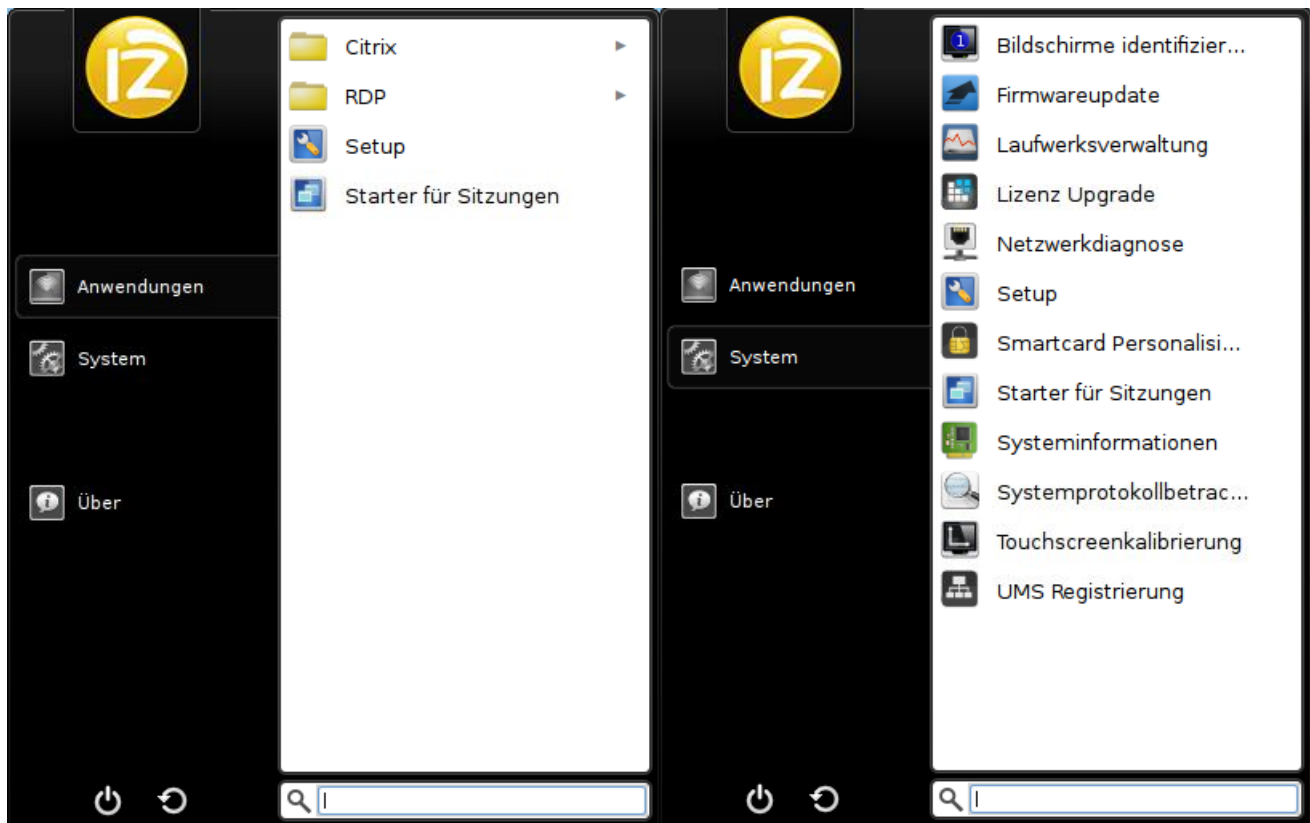 IZ
Citrix
RDP
Setup
Starter für Sitzungen
Anwendungen
System
Über
IZ
1
Bildschirme identifizier...
Firmwareupdate
Laufwerksverwaltung
Lizenz Upgrade
Netzwerkdiagnose
Setup
Smartcard Personalisi...
Starter für Sitzungen
Systeminformationen
Systemprotokollbetrac...
Touchscreenkalibrierung
UMS Registrierung
Anwendungen
System
Über